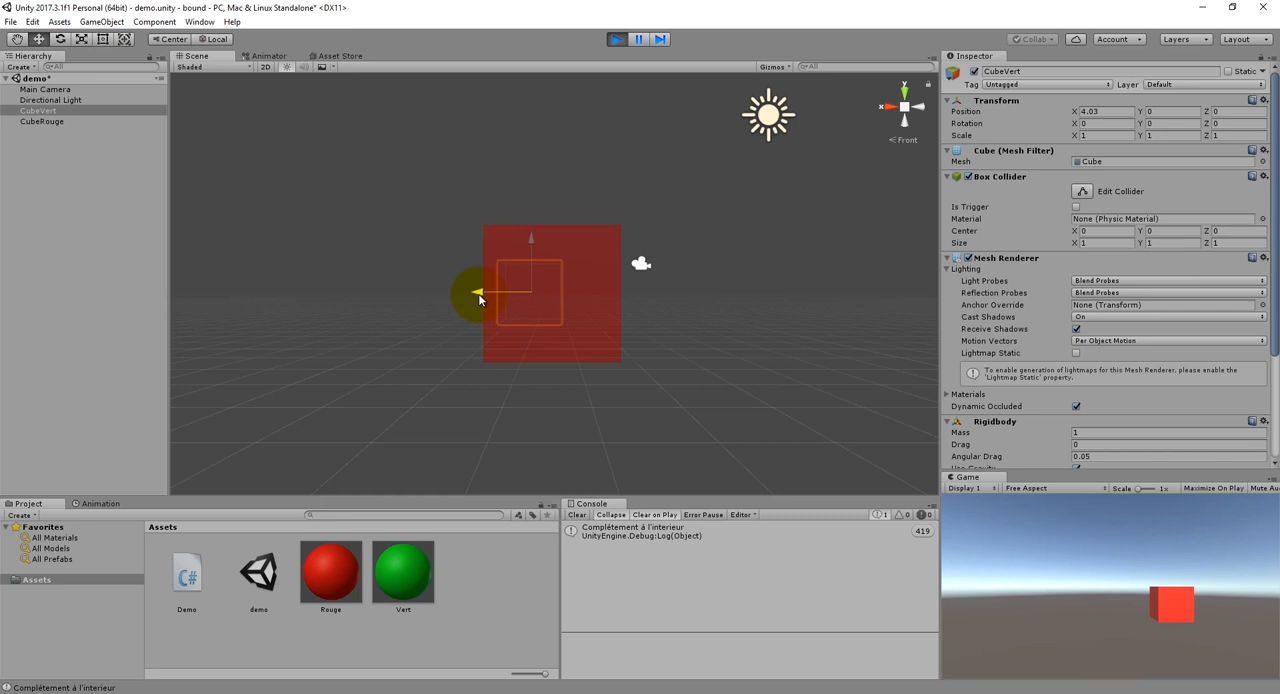 Unity 2017.3.1f1 Personal (64bit) - demo.unity - bound - PC, Mac & Linux Standalone* <DX11>
File Edit Assets GameObject Component Window Help
Center Local Collab Account Layers Layout
Hierarchy Scene Animator Asset Store Inspector
Create All Shaded 2D Gizmos All
CubeVert Static
Tag Untagged Layer Default
demo*
Main Camera
Directional Light
CubeVert
CubeRouge
y
x
Front
Transform
Position X 4.03 Y 0 Z 0
Rotation X 0 Y 0 Z 0
Scale X 1 Y 1 Z 1
Cube (Mesh Filter)
Mesh Cube
Box Collider
Edit Collider
Is Trigger
Material None (Physic Material)
Center X 0 Y 0 Z 0
Size X 1 Y 1 Z 1
Mesh Renderer
Lighting
Light Probes Blend Probes
Reflection Probes Blend Probes
Anchor Override None (Transform)
Cast Shadows On
Receive Shadows
Motion Vectors Per Object Motion
Lightmap Static
To enable generation of lightmaps for this Mesh Renderer, please enable the
'Lightmap Static' property.
Materials
Dynamic Occluded
Rigidbody
Mass 1
Drag 0
Angular Drag 0.05
Game
Display 1 Free Aspect Scale 1x Maximize On Play Mute Au
Project Animation
Create
Favorites
All Materials
All Models
All Prefabs
Assets
Assets
C#
Demo demo Rouge Vert
Console
Clear Collapse Clear on Play Error Pause Editor 1 0 0
Complétement à l'interieur
UnityEngine.Debug:Log(Object)
419
Complétement à l'interieur